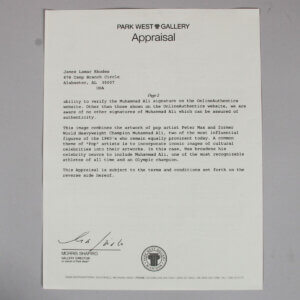 PARK WEST GALLERY
Appraisal
Janet Lamar Rhodes
Camp Branch Circle
Alabaster, AL 35007
USA
Page 2
ability to verify the Muhammad Ali signature on the OnlineAuthentics
website. Other than those shown on the OnlineAuthentics website, we are
aware of no other signatures of Muhammad Ali which can be assured of
authenticity.
This image combines the artwork of pop artist Peter Max and former
World Heavyweight Champion Muhammad Ali, two of the most influential
figures of the 1960's who remain equally prominent today. A common
theme of "Pop" artists is to incorporate iconic images of cultural
celebrities into their artworks. In this case, Max broadens his
celebrity oeuvre to include Muhammad Ali, one of the most recognizable
athletes of all time and an Olympic champion.
This Appraisal is subject to the terms and conditions set forth on the
reverse side hereof.
MORRIS SHAPIRO
GALLERY DIRECTOR